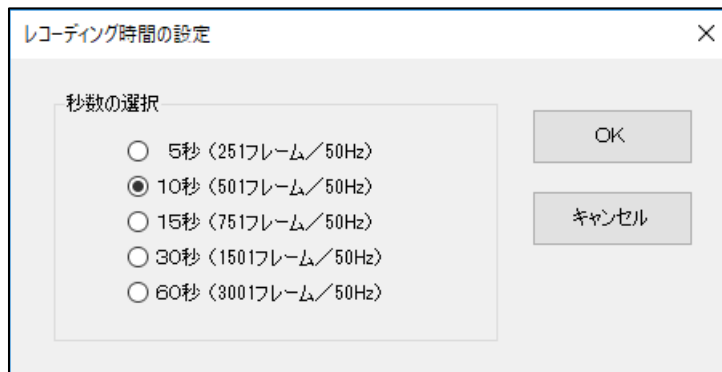 レコーディング時間の設定
秒数の選択
5秒（251フレーム／50Hz）
10秒（501フレーム／50Hz）
15秒（751フレーム／50Hz）
30秒（1501フレーム／50Hz）
60秒（3001フレーム／50Hz）
OK
キャンセル